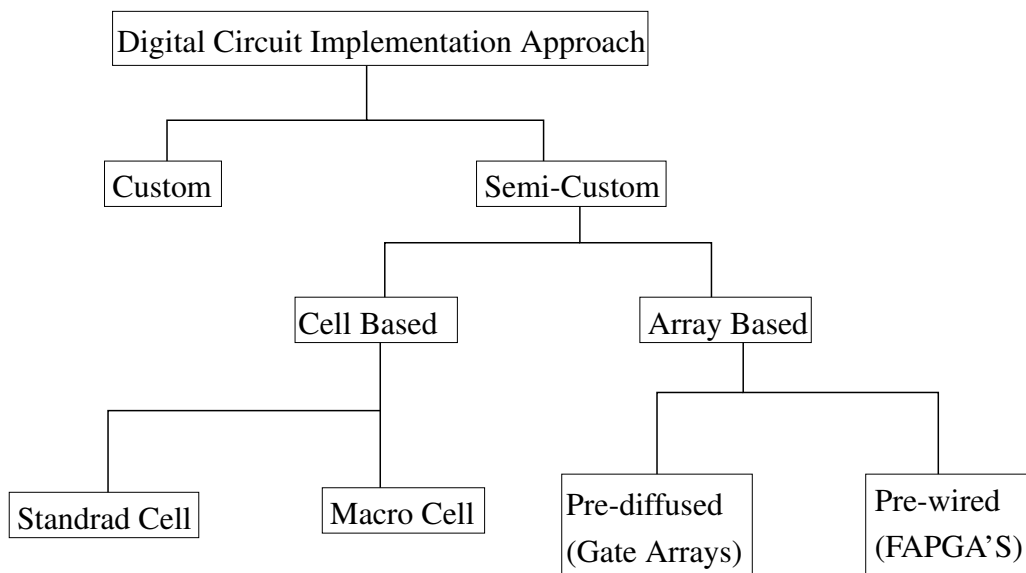 Digital Circuit Implementation Approach
Custom
Semi-Custom
Cell Based
Array Based
Standrad Cell
Macro Cell
Pre-diffused
(Gate Arrays)
Pre-wired
(FAPGA'S)